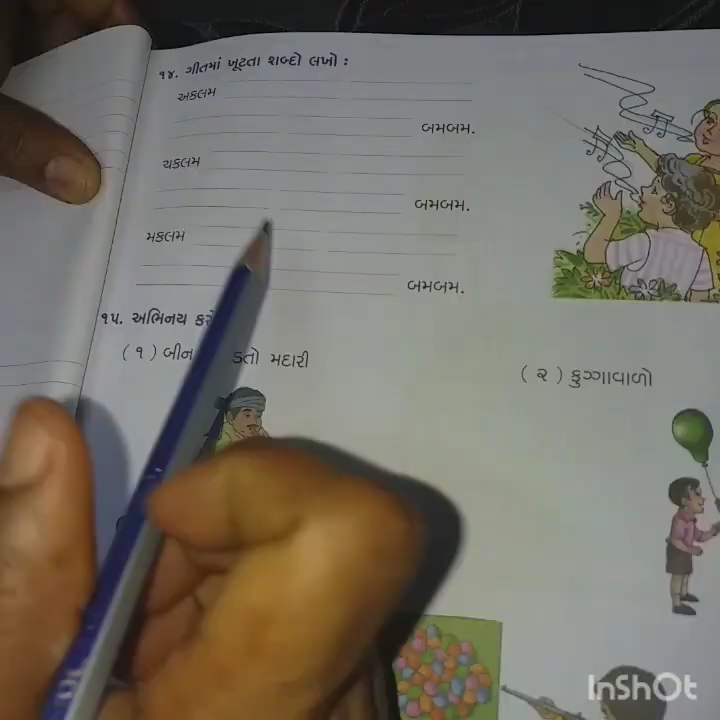 ૧૪. ગીતમાં ખૂટતા શબ્દો લખો :
અકલમ
બમબમ.
ચકલમ
બમબમ.
મકલમ
બમબમ.
૧૫. અભિનય
(૧) મદારી
(૨) ફુગ્ગાવાળો
InShOt